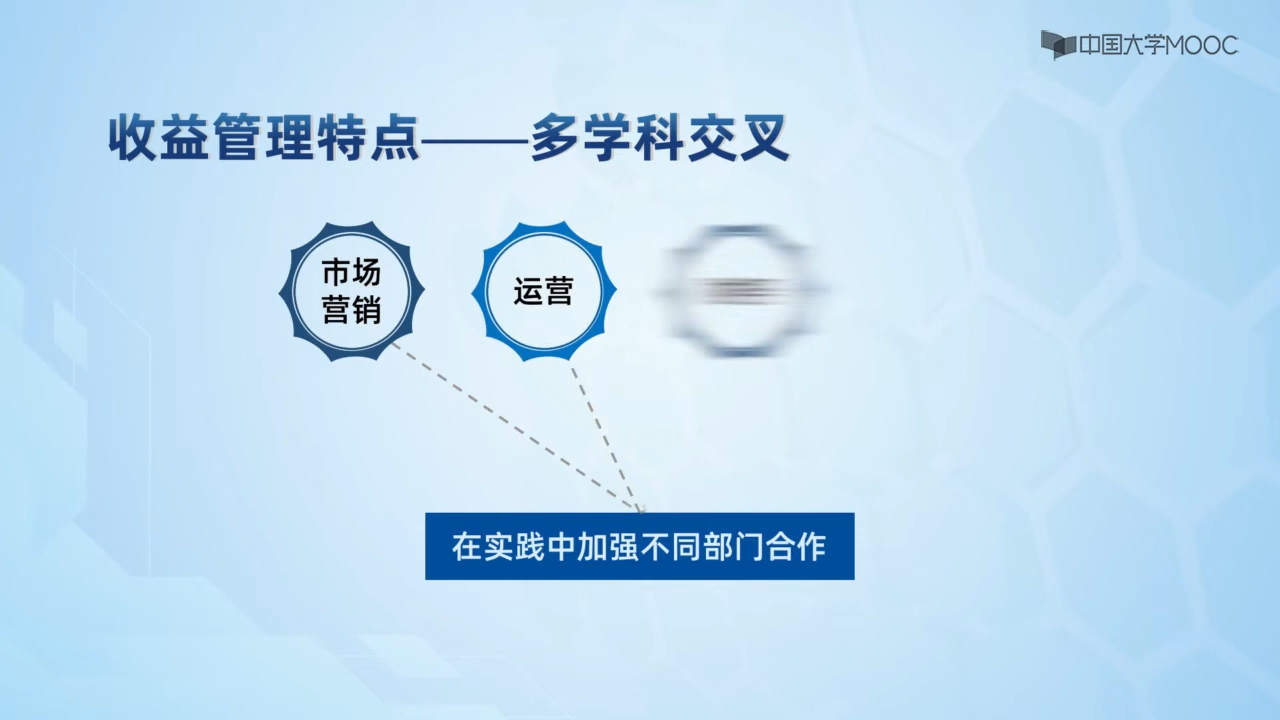 中国大学MOOC
收益管理特点——多学科交叉
市场
营销
运营
在实践中加强不同部门合作